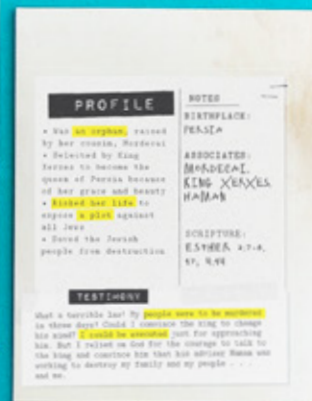 PROFILE
• Was an orphan, raised
by her cousin, Mordecai
• Selected by King
Xerxes to become the
queen of Persia because
of her grace and beauty
• Risked her life to
expose a plot against
all Jews
• Saved the Jewish
people from destruction
NOTES
BIRTHPLACE:
PERSIA
ASSOCIATES:
MORDECAI,
KING XERXES,
HAMAN
SCRIPTURE:
ESTHER 2:7-8,
TESTIMONY
What a terrible law! My people were to be murdered
in three days! Could I convince the king to change
his mind? I could be executed just for approaching
him. But I relied on God for the courage to talk to
the king and convince him that his adviser Haman was
working to destroy my family and my people . . .
and me.